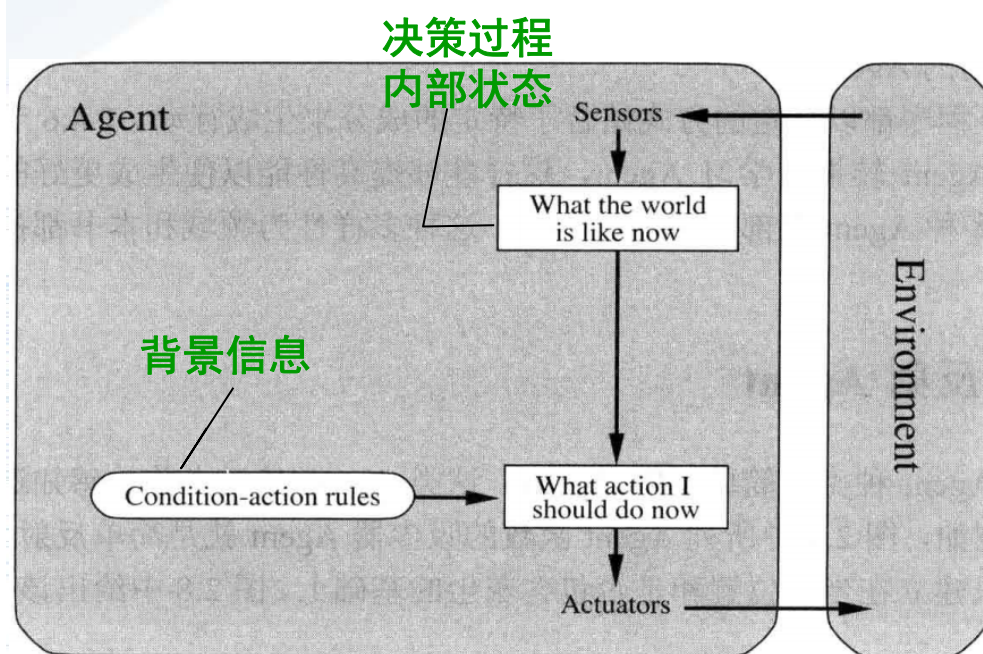 决策过程
内部状态
Agent
Sensors
What the world
is like now
Environment
背景信息
Condition-action rules
What action I
should do now
Actuators